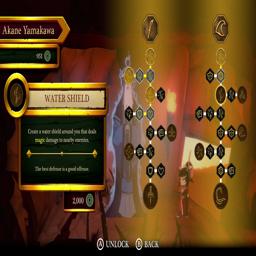 Akane Yamakawa
WATER SHIELD
Create a water shield around you that deals
magic damage to nearby enemies.
The best defense is a good offense.
2,000
A UNLOCK B BACK